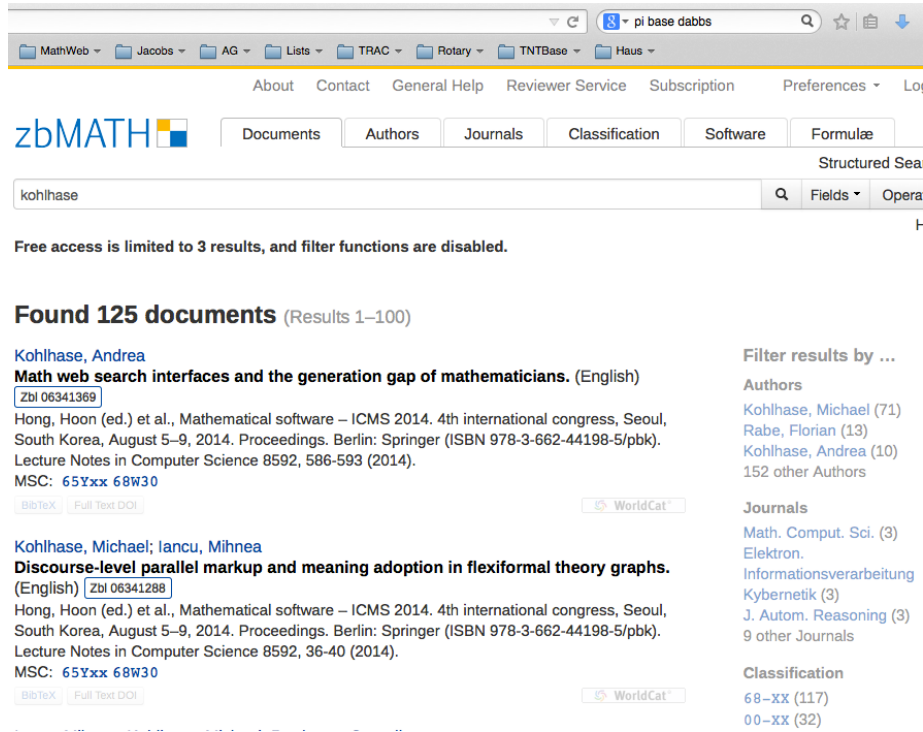 pi base dabbs
MathWeb Jacobs AG Lists TRAC Rotary TNTBase Haus
About Contact General Help Reviewer Service Subscription Preferences
zbMATH
Documents Authors Journals Classification Software Formulæ
Structured
kohlhase
Fields
Free access is limited to 3 results, and filter functions are disabled.
Found 125 documents (Results 1–100)
Kohlhase, Andrea
Math web search interfaces and the generation gap of mathematicians. (English)
Zbl 06341369
Hong, Hoon (ed.) et al., Mathematical software – ICMS 2014. 4th international congress, Seoul,
South Korea, August 5–9, 2014. Proceedings. Berlin: Springer (ISBN 978-3-662-44198-5/pbk).
Lecture Notes in Computer Science 8592, 586-593 (2014).
MSC: 65Yxx 68W30
BibTeX Full Text DOI WorldCat
Kohlhase, Michael; Iancu, Mihnea
Discourse-level parallel markup and meaning adoption in flexiformal theory graphs.
(English) Zbl 06341288
Hong, Hoon (ed.) et al., Mathematical software – ICMS 2014. 4th international congress, Seoul,
South Korea, August 5–9, 2014. Proceedings. Berlin: Springer (ISBN 978-3-662-44198-5/pbk).
Lecture Notes in Computer Science 8592, 36-40 (2014).
MSC: 65Yxx 68W30
BibTeX Full Text DOI WorldCat
Filter results by ...
Authors
Kohlhase, Michael (71)
Rabe, Florian (13)
Kohlhase, Andrea (10)
152 other Authors
Journals
Math. Comput. Sci. (3)
Elektron.
Informationsverarbeitung
Kybernetik (3)
J. Autom. Reasoning (3)
9 other Journals
Classification
68-XX (117)
00-XX (32)